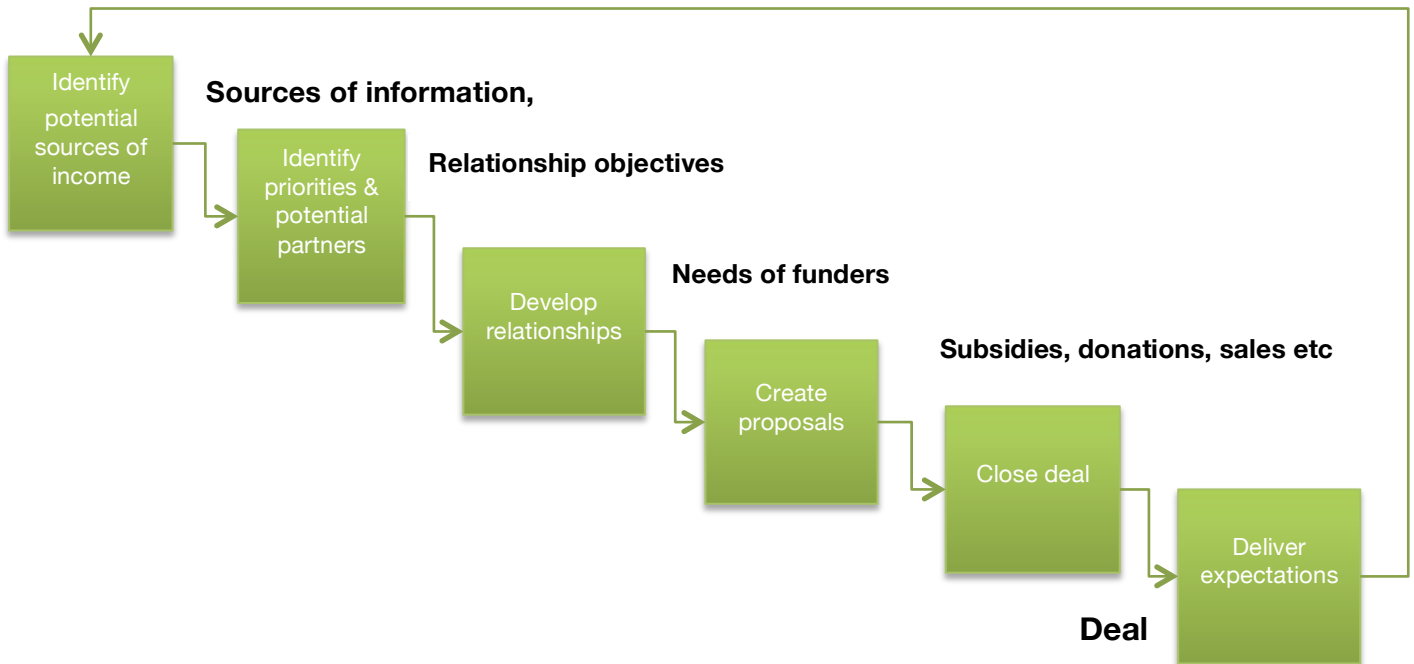 Identify
potential
sources of
income
Sources of information,
Identify
priorities &
potential
partners
Relationship objectives
Develop
relationships
Needs of funders
Create
proposals
Subsidies, donations, sales etc
Close deal
Deliver
expectations
Deal